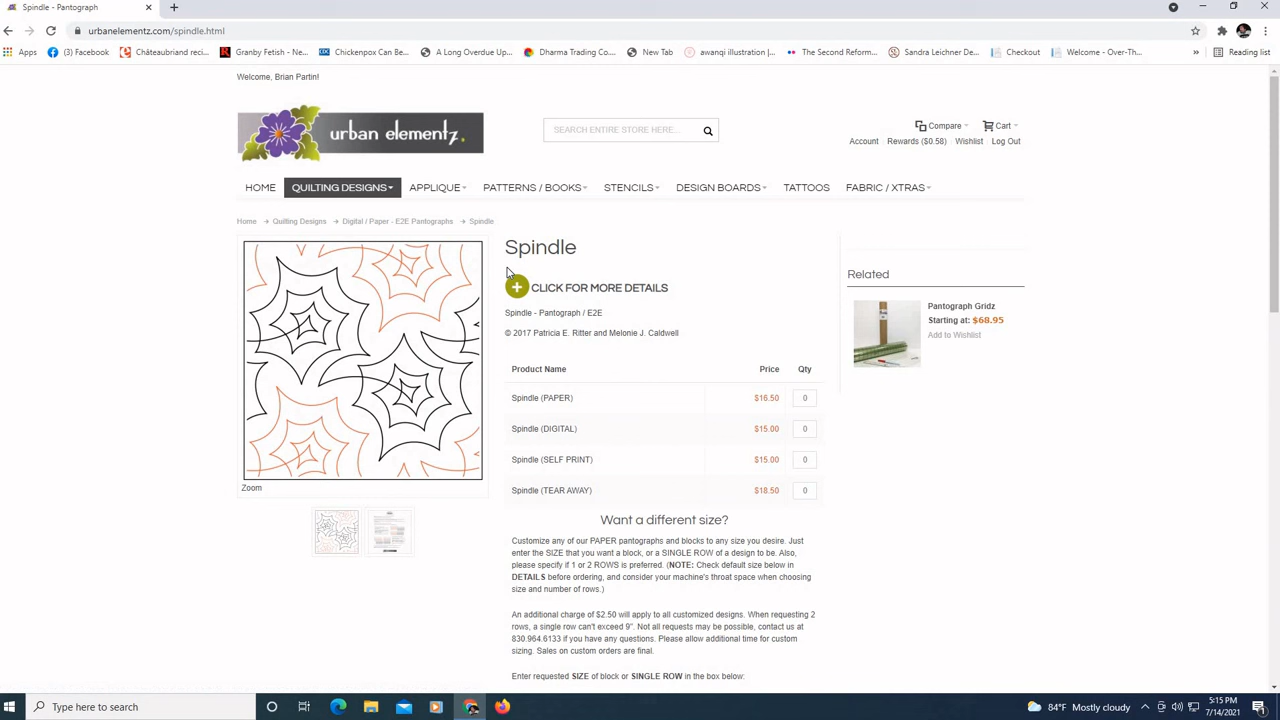 Spindle - Pantograph
urbanelementz.com/spindle.html
Apps (3) Facebook Châteaubriand reci... Granby Fetish - Ne... Chickenpox Can Be... A Long Overdue Up... Dharma Trading Co... New Tab awanqi illustration |... The Second Reform... Sandra Leichner De... Checkout Welcome - Over-Th... Reading list
Welcome, Brian Partin!
urban elementz.
SEARCH ENTIRE STORE HERE...
Compare Cart
Account Rewards ($0.58) Wishlist Log Out
HOME QUILTING DESIGNS APPLIQUE PATTERNS / BOOKS STENCILS DESIGN BOARDS TATTOOS FABRIC / XTRAS
Home → Quilting Designs → Digital / Paper - E2E Pantographs → Spindle
Spindle
CLICK FOR MORE DETAILS
Spindle - Pantograph / E2E
© 2017 Patricia E. Ritter and Melonie J. Caldwell
Product Name Price Qty
Spindle (PAPER) $16.50 0
Spindle (DIGITAL) $15.00 0
Spindle (SELF PRINT) $15.00 0
Spindle (TEAR AWAY) $18.50 0
Zoom
Want a different size?
Customize any of our PAPER pantographs and blocks to any size you desire. Just
enter the SIZE that you want a block, or a SINGLE ROW of a design to be. Also,
please specify if 1 or 2 ROWS is preferred. (NOTE: Check default size below in
DETAILS before ordering, and consider your machine's throat space when choosing
size and number of rows.)
An additional charge of $2.50 will apply to all customized designs. When requesting 2
rows, a single row can't exceed 9". Not all requests may be possible, contact us at
830.964.6133 if you have any questions. Please allow additional time for custom
sizing. Sales on custom orders are final.
Enter requested SIZE of block or SINGLE ROW in the box below:
Related
Pantograph Gridz
Starting at: $68.95
Add to Wishlist
Type here to search
84°F Mostly cloudy
5:15 PM
7/14/2021